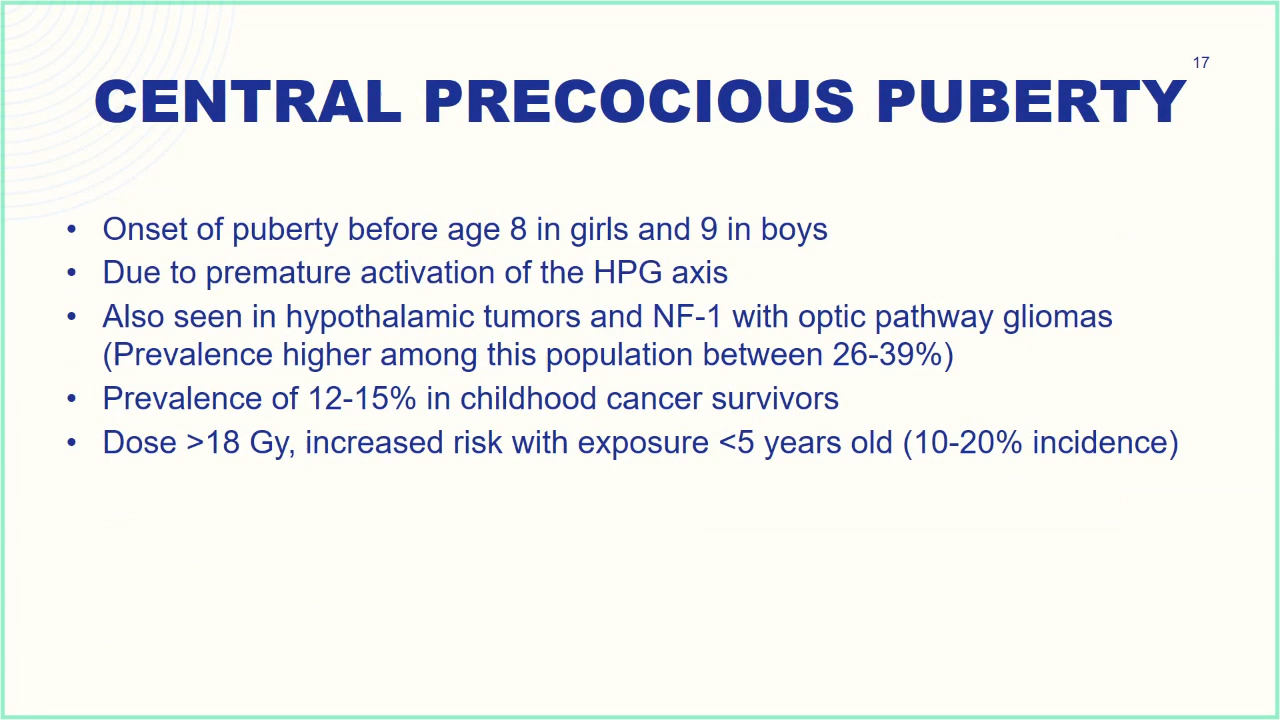 17
CENTRAL PRECOCIOUS PUBERTY
• Onset of puberty before age 8 in girls and 9 in boys
• Due to premature activation of the HPG axis
• Also seen in hypothalamic tumors and NF-1 with optic pathway gliomas
(Prevalence higher among this population between 26-39%)
• Prevalence of 12-15% in childhood cancer survivors
• Dose >18 Gy, increased risk with exposure <5 years old (10-20% incidence)